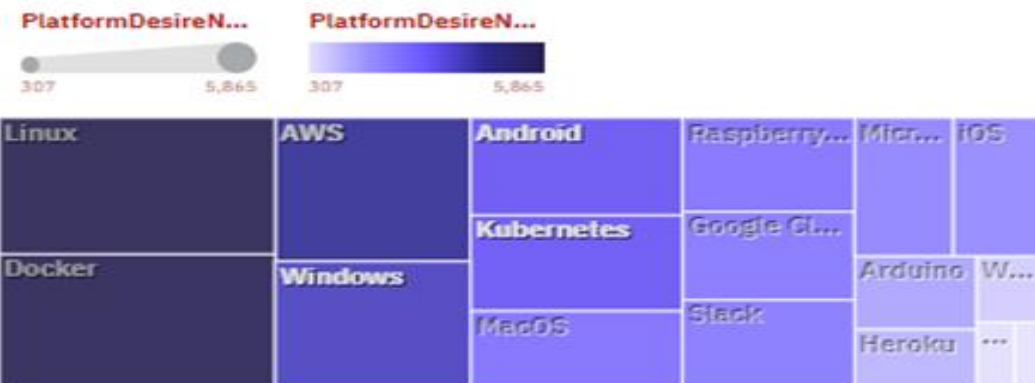 PlatformDesireN... PlatformDesireN...
307 5,865 307 5,865
Linux AWS Android Raspberry... Micr... iOS
Kubernetes Google Cl...
Docker Windows Arduino W...
MacOS Slack
Heroku ...